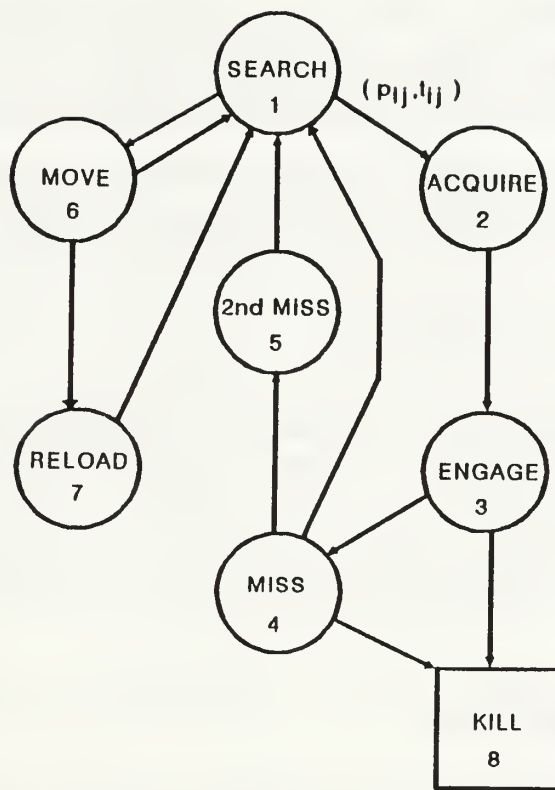 SEARCH
1
(pij,tij)
MOVE
6
ACQUIRE
2
2nd MISS
5
RELOAD
7
ENGAGE
3
MISS
4
KILL
8